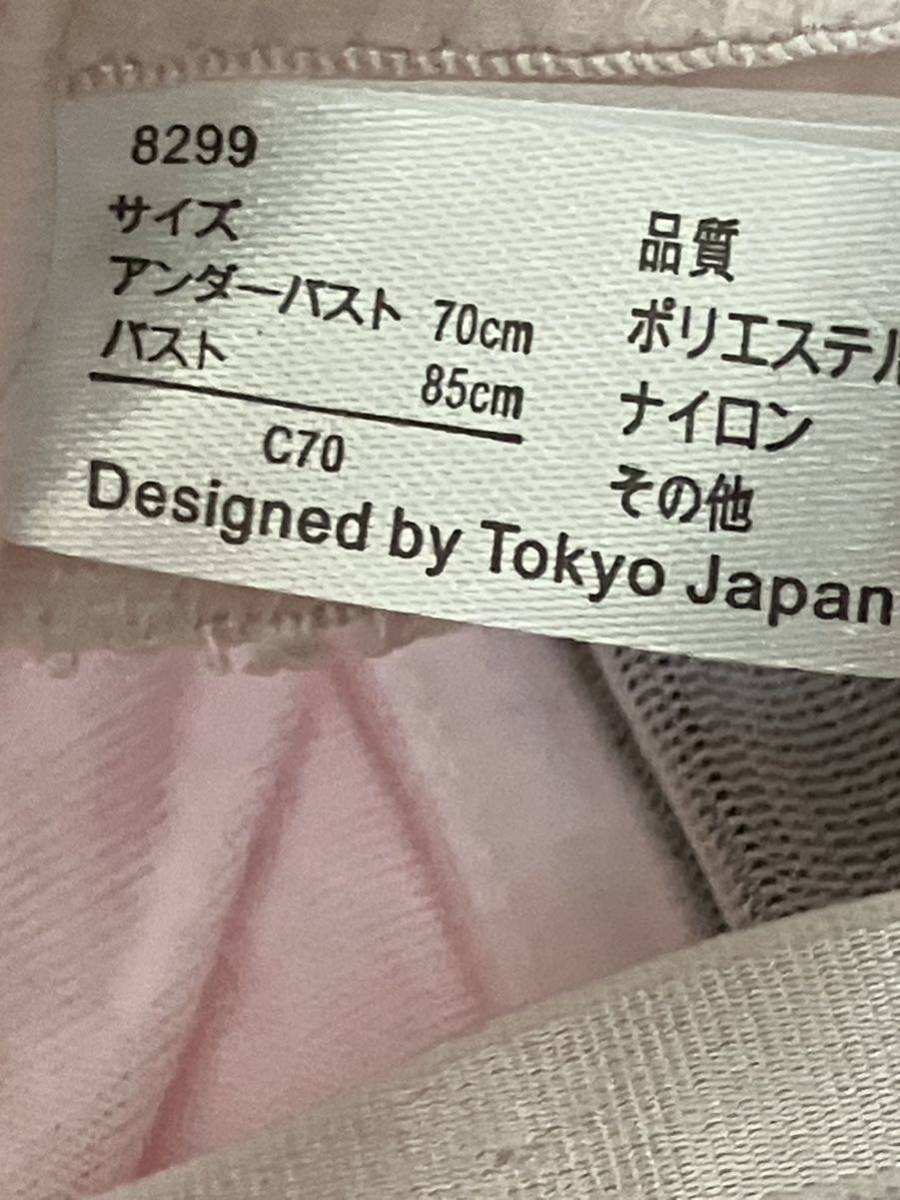 8299
サイズ
アンダーバスト 70cm
バスト 85cm
C70
品質
ポリエステル
ナイロン
その他
Designed by Tokyo Japan